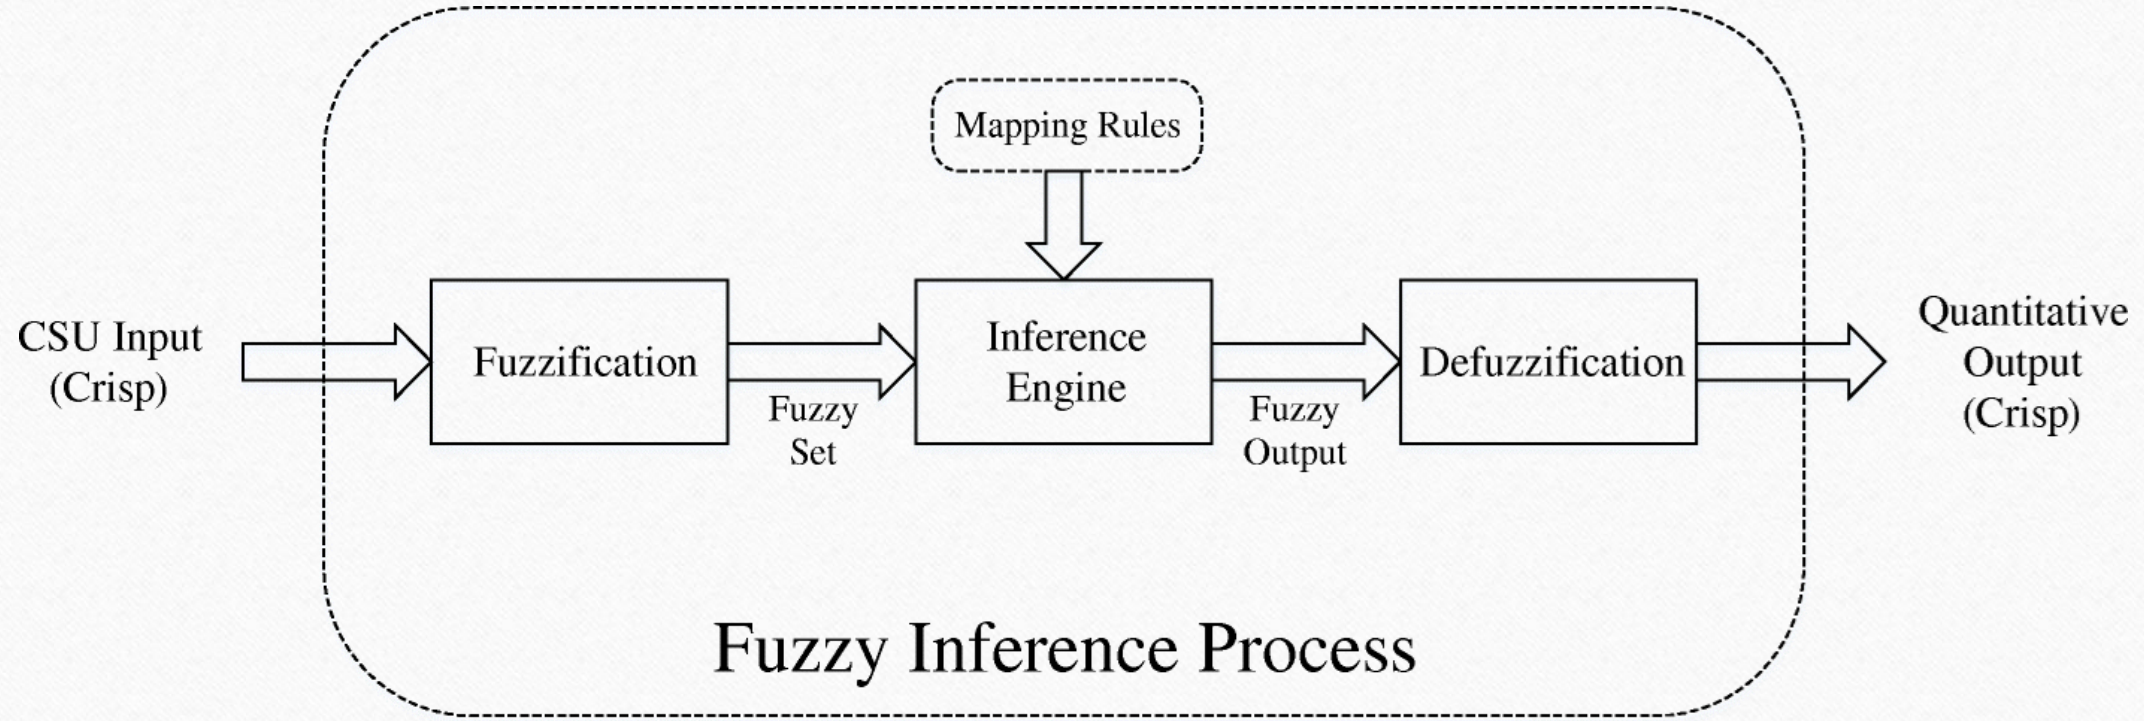 Mapping Rules
CSU Input
(Crisp)
Fuzzification
Fuzzy
Set
Inference
Engine
Fuzzy
Output
Defuzzification
Quantitative
Output
(Crisp)
Fuzzy Inference Process